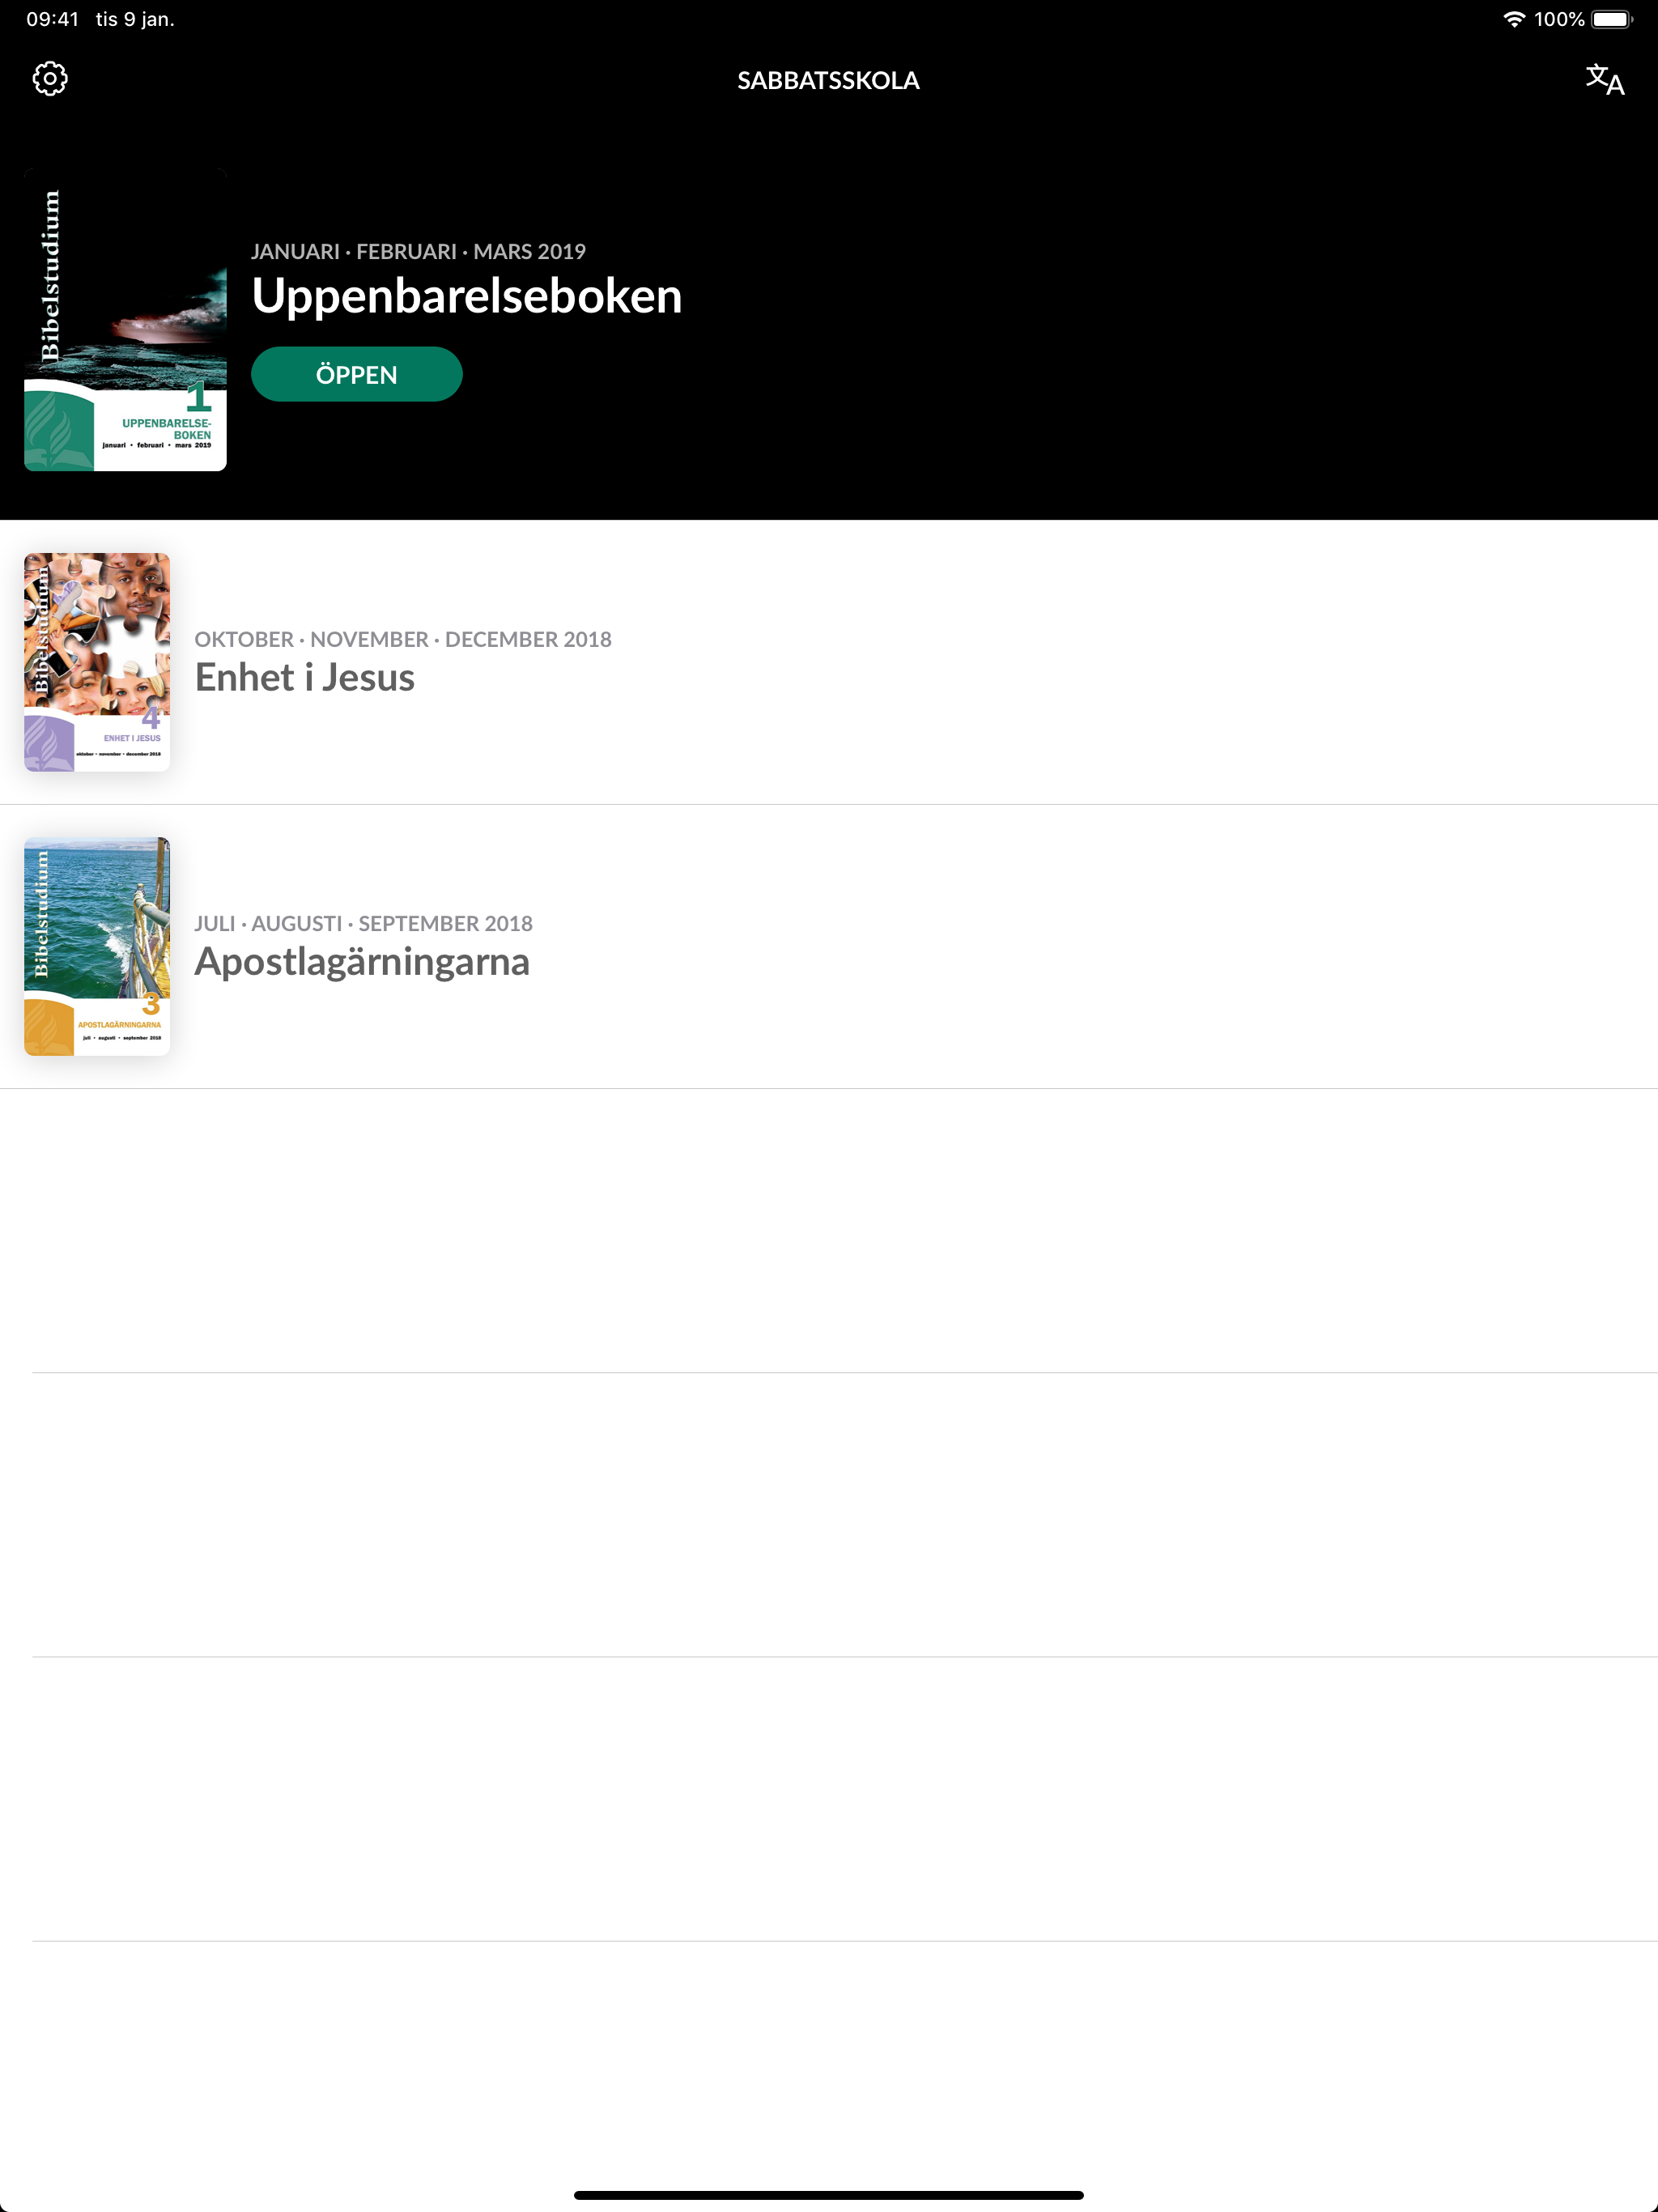 09:41 tis 9 jan.
100%
SABBATSSKOLA
文A
Bibelstudium
1
UPPENBARELSE-
BOKEN
januari • februari • mars 2019
JANUARI · FEBRUARI · MARS 2019
Uppenbarelseboken
ÖPPEN
Bibelstudium
4
ENHET I JESUS
oktober • november • december 2018
OKTOBER · NOVEMBER · DECEMBER 2018
Enhet i Jesus
Bibelstudium
3
APOSTLAGÄRNINGARNA
juli • augusti • september 2018
JULI · AUGUSTI · SEPTEMBER 2018
Apostlagärningarna